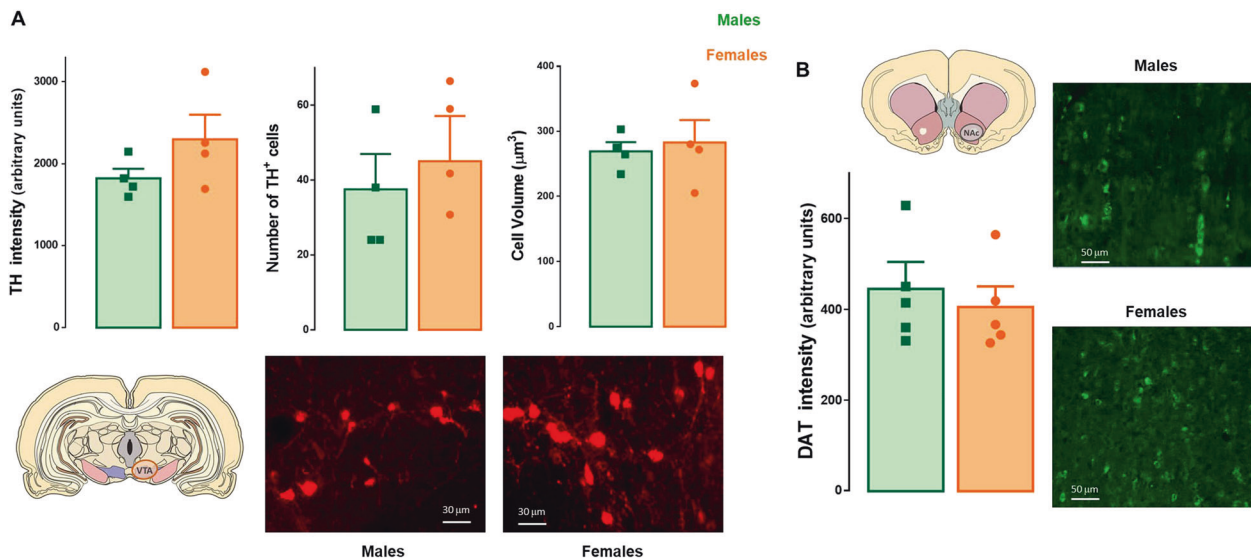 A
Males
Females
TH intensity (arbitrary units)
3000
2000
1000
0
Number of TH⁺ cells
60
40
20
0
Cell Volume (µm³)
400
300
200
100
0
VTA
30 µm
Males
30 µm
Females
B
NAc
DAT intensity (arbitrary units)
600
400
200
0
Males
50 µm
Females
50 µm